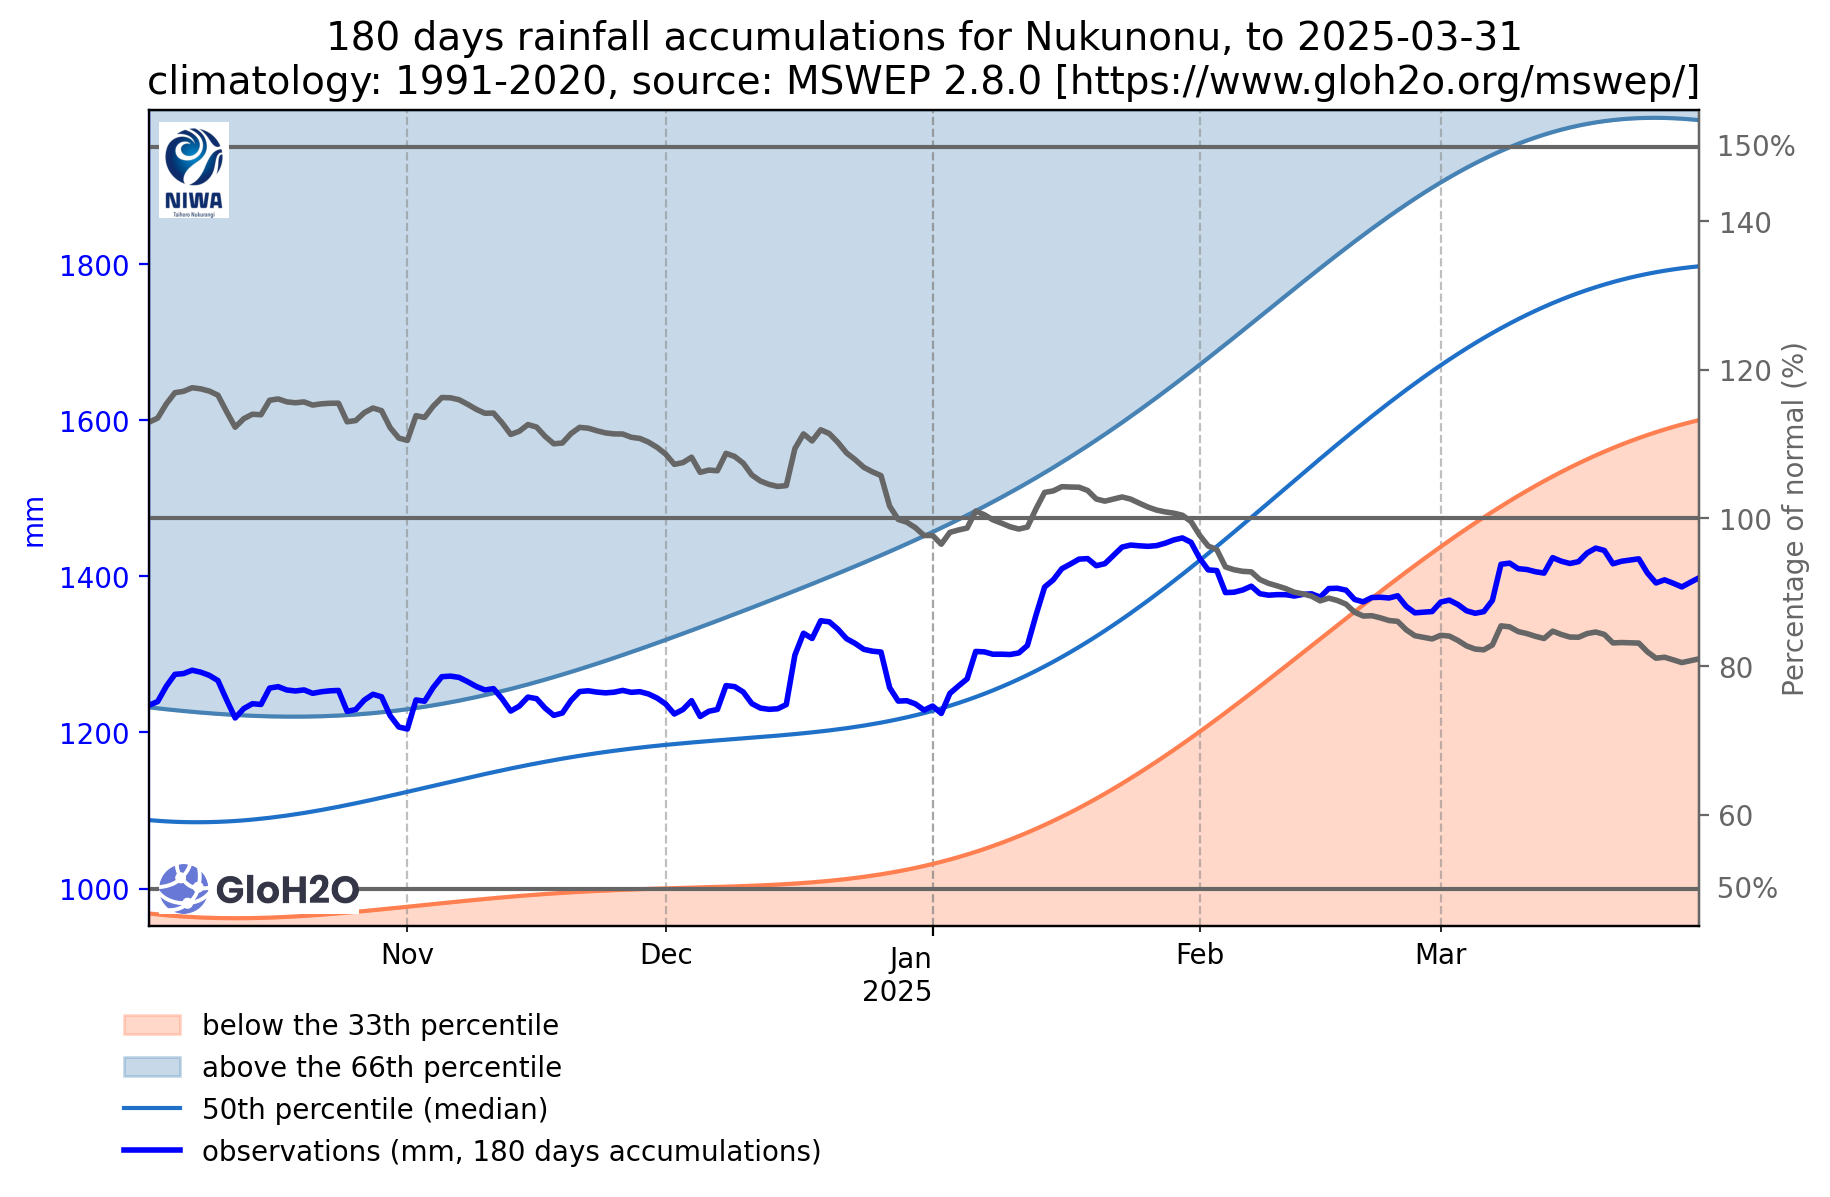 180 days rainfall accumulations for Nukunonu, to 2025-03-31
climatology: 1991-2020, source: MSWEP 2.8.0 [https://www.gloh2o.org/mswep/]
NIWA
Taihoro Nukurangi
1800
1600
1400
1200
1000
mm
150%
140
120
100
80
60
50%
Percentage of normal (%)
GloH2O
Nov
Dec
Jan
2025
Feb
Mar
below the 33th percentile
above the 66th percentile
50th percentile (median)
observations (mm, 180 days accumulations)